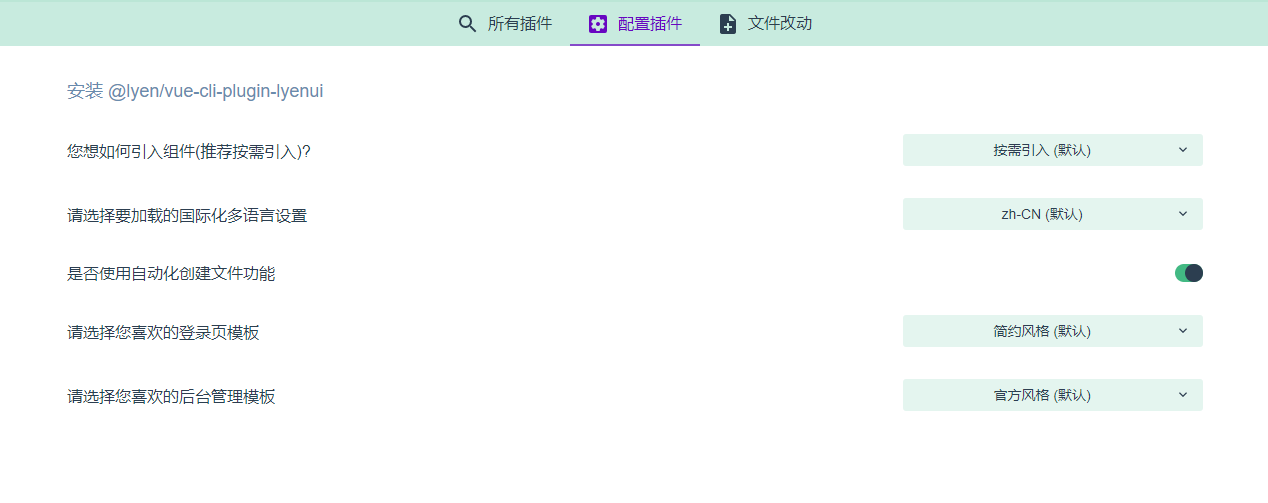 所有插件 配置插件 文件改动
安装 @lyen/vue-cli-plugin-lyenui
您想如何引入组件(推荐按需引入)? 按需引入 (默认)
请选择要加载的国际化多语言设置 zh-CN (默认)
是否使用自动化创建文件功能
请选择您喜欢的登录页模板 简约风格 (默认)
请选择您喜欢的后台管理模板 官方风格 (默认)